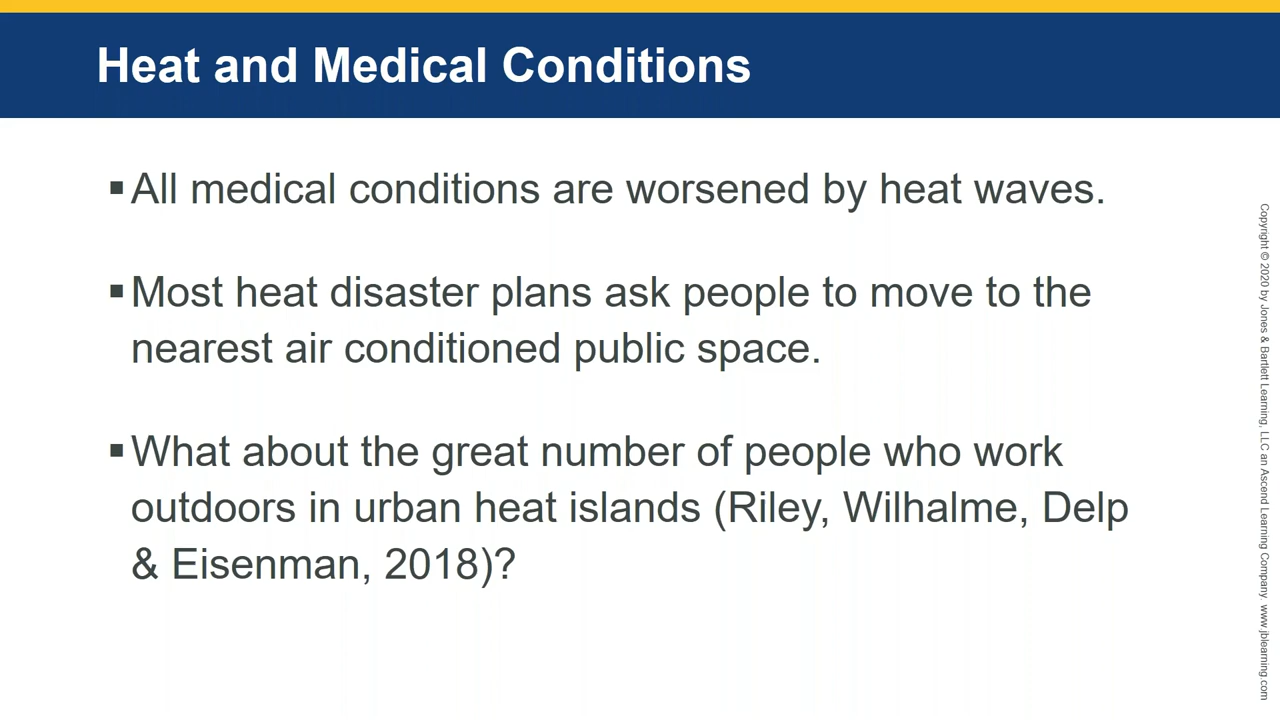 Heat and Medical Conditions
▪All medical conditions are worsened by heat waves.
▪Most heat disaster plans ask people to move to the
nearest air conditioned public space.
▪What about the great number of people who work
outdoors in urban heat islands (Riley, Wilhalme, Delp
& Eisenman, 2018)?
Copyright © 2020 by Jones & Bartlett Learning, LLC an Ascend Learning Company. www.jblearning.com